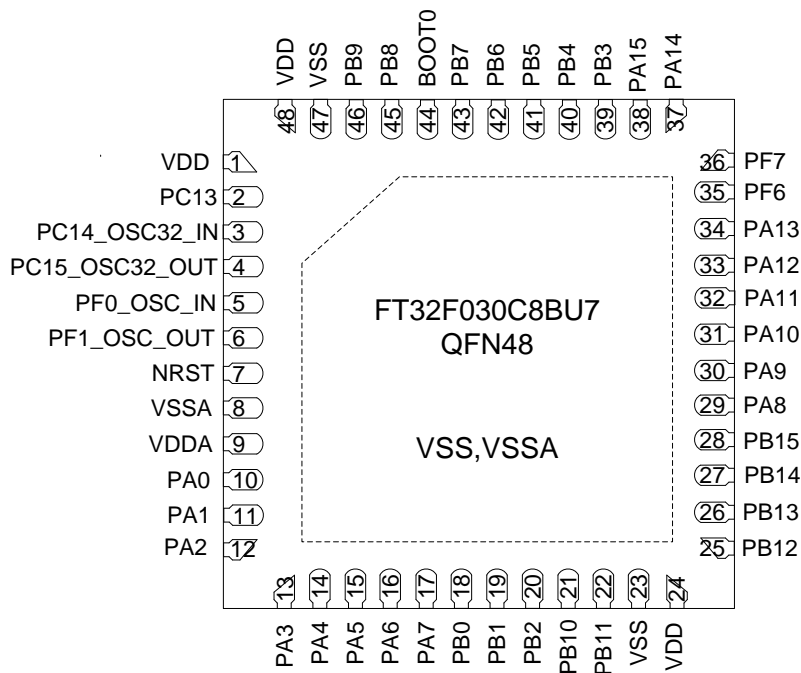 VDD
VSS
PB9
PB8
BOOT0
PB7
PB6
PB5
PB4
PB3
PA15
PA14
48
47
46
45
44
43
42
41
40
39
38
37
VDD 1
PC13 2
PC14_OSC32_IN 3
PC15_OSC32_OUT 4
PF0_OSC_IN 5
PF1_OSC_OUT 6
NRST 7
VSSA 8
VDDA 9
PA0 10
PA1 11
PA2 12
FT32F030C8BU7
QFN48
VSS,VSSA
36 PF7
35 PF6
34 PA13
33 PA12
32 PA11
31 PA10
30 PA9
29 PA8
28 PB15
27 PB14
26 PB13
25 PB12
13
14
15
16
17
18
19
20
21
22
23
24
PA3
PA4
PA5
PA6
PA7
PB0
PB1
PB2
PB10
PB11
VSS
VDD